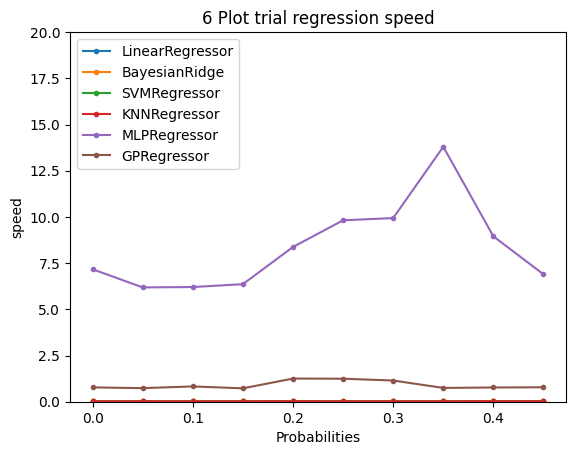 6 Plot trial regression speed
LinearRegressor
BayesianRidge
SVMRegressor
KNNRegressor
MLPRegressor
GPRegressor
20.0
17.5
15.0
12.5
10.0
7.5
5.0
2.5
0.0
speed
0.0 0.1 0.2 0.3 0.4
Probabilities